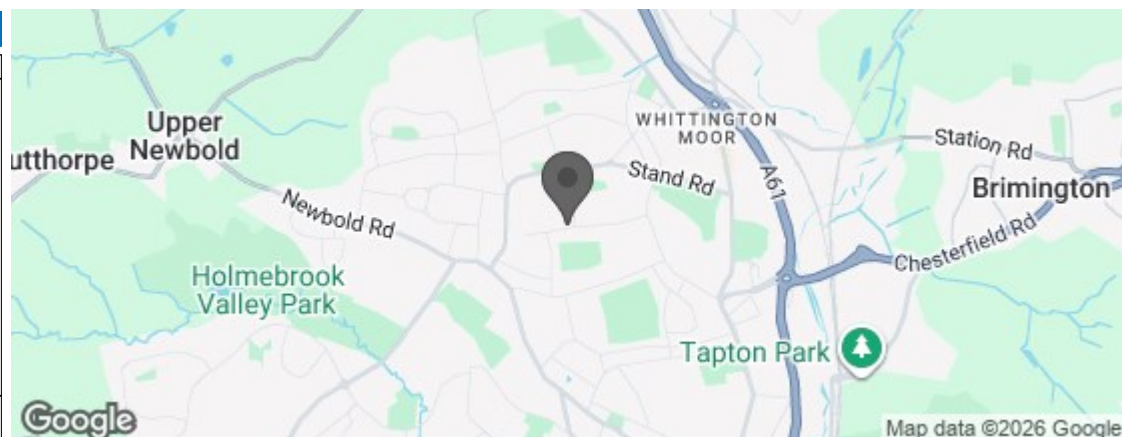 Upper
Newbold
utthorpe
Newbold Rd
Holmebrook
Valley Park
WHITTINGTON
MOOR
Stand Rd
A61
Station Rd
Brimington
Chesterfield Rd
Tapton Park
Google
Map data ©2026 Google